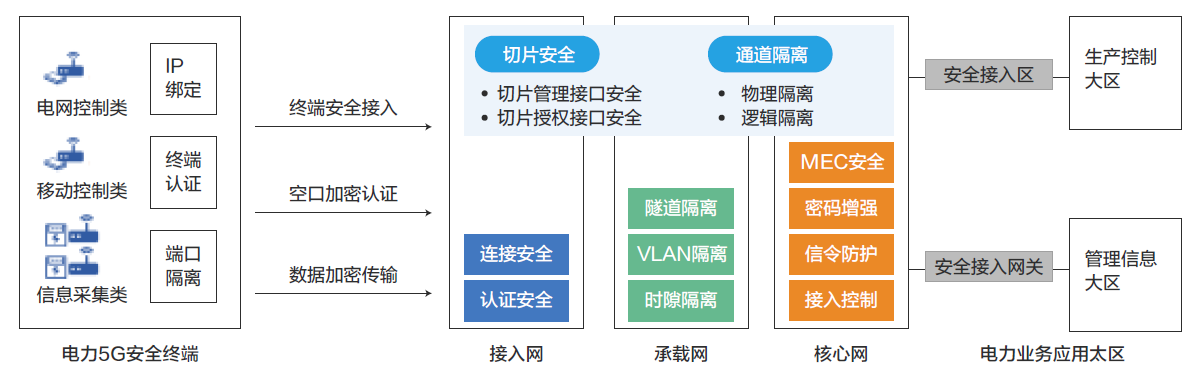 电网控制类
移动控制类
信息采集类
IP
绑定
终端
认证
端口
隔离
电力5G安全终端
终端安全接入
空口加密认证
数据加密传输
切片安全
• 切片管理接口安全
• 切片授权接口安全
通道隔离
• 物理隔离
• 逻辑隔离
连接安全
认证安全
接入网
隧道隔离
VLAN隔离
时隙隔离
承载网
MEC安全
密码增强
信令防护
接入控制
核心网
安全接入区
安全接入网关
生产控制
大区
管理信息
大区
电力业务应用太区